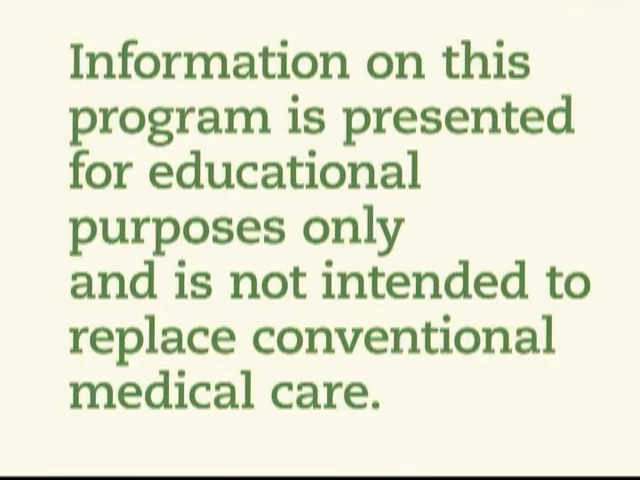 Information on this
program is presented
for educational
purposes only
and is not intended to
replace conventional
medical care.